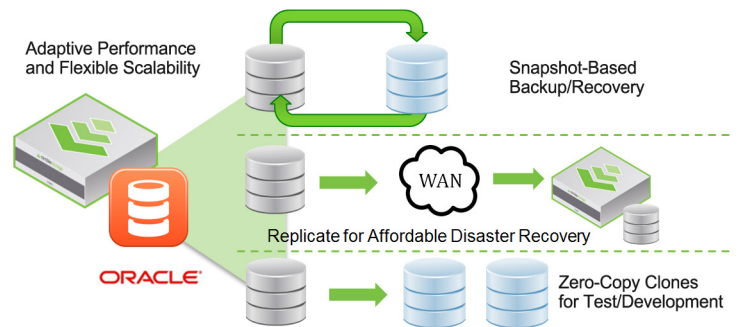 Adaptive Performance
and Flexible Scalability
Snapshot-Based
Backup/Recovery
WAN
Replicate for Affordable Disaster Recovery
ORACLE®
Zero-Copy Clones
for Test/Development